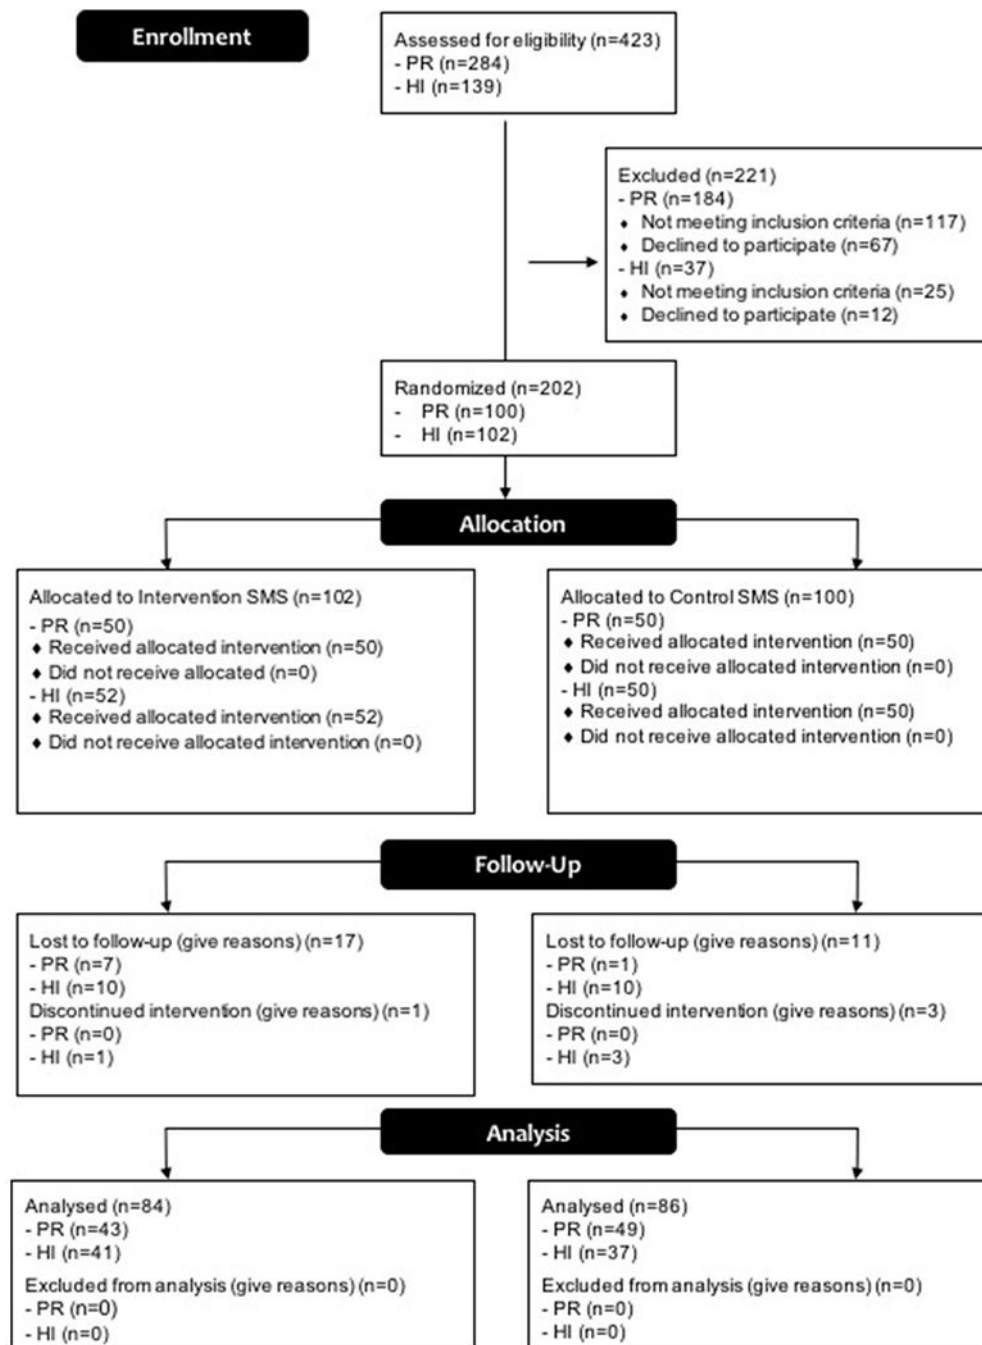 Enrollment
Assessed for eligibility (n=423)
- PR (n=284)
- HI (n=139)
Excluded (n=221)
- PR (n=184)
♦ Not meeting inclusion criteria (n=117)
♦ Declined to participate (n=67)
- HI (n=37)
♦ Not meeting inclusion criteria (n=25)
♦ Declined to participate (n=12)
Randomized (n=202)
- PR (n=100)
- HI (n=102)
Allocation
Allocated to Intervention SMS (n=102)
- PR (n=50)
♦ Received allocated intervention (n=50)
♦ Did not receive allocated (n=0)
- HI (n=52)
♦ Received allocated intervention (n=52)
♦ Did not receive allocated intervention (n=0)
Allocated to Control SMS (n=100)
- PR (n=50)
♦ Received allocated intervention (n=50)
♦ Did not receive allocated intervention (n=0)
- HI (n=50)
♦ Received allocated intervention (n=50)
♦ Did not receive allocated intervention (n=0)
Follow-Up
Lost to follow-up (give reasons) (n=17)
- PR (n=7)
- HI (n=10)
Discontinued intervention (give reasons) (n=1)
- PR (n=0)
- HI (n=1)
Lost to follow-up (give reasons) (n=11)
- PR (n=1)
- HI (n=10)
Discontinued intervention (give reasons) (n=3)
- PR (n=0)
- HI (n=3)
Analysis
Analysed (n=84)
- PR (n=43)
- HI (n=41)
Excluded from analysis (give reasons) (n=0)
- PR (n=0)
- HI (n=0)
Analysed (n=86)
- PR (n=49)
- HI (n=37)
Excluded from analysis (give reasons) (n=0)
- PR (n=0)
- HI (n=0)